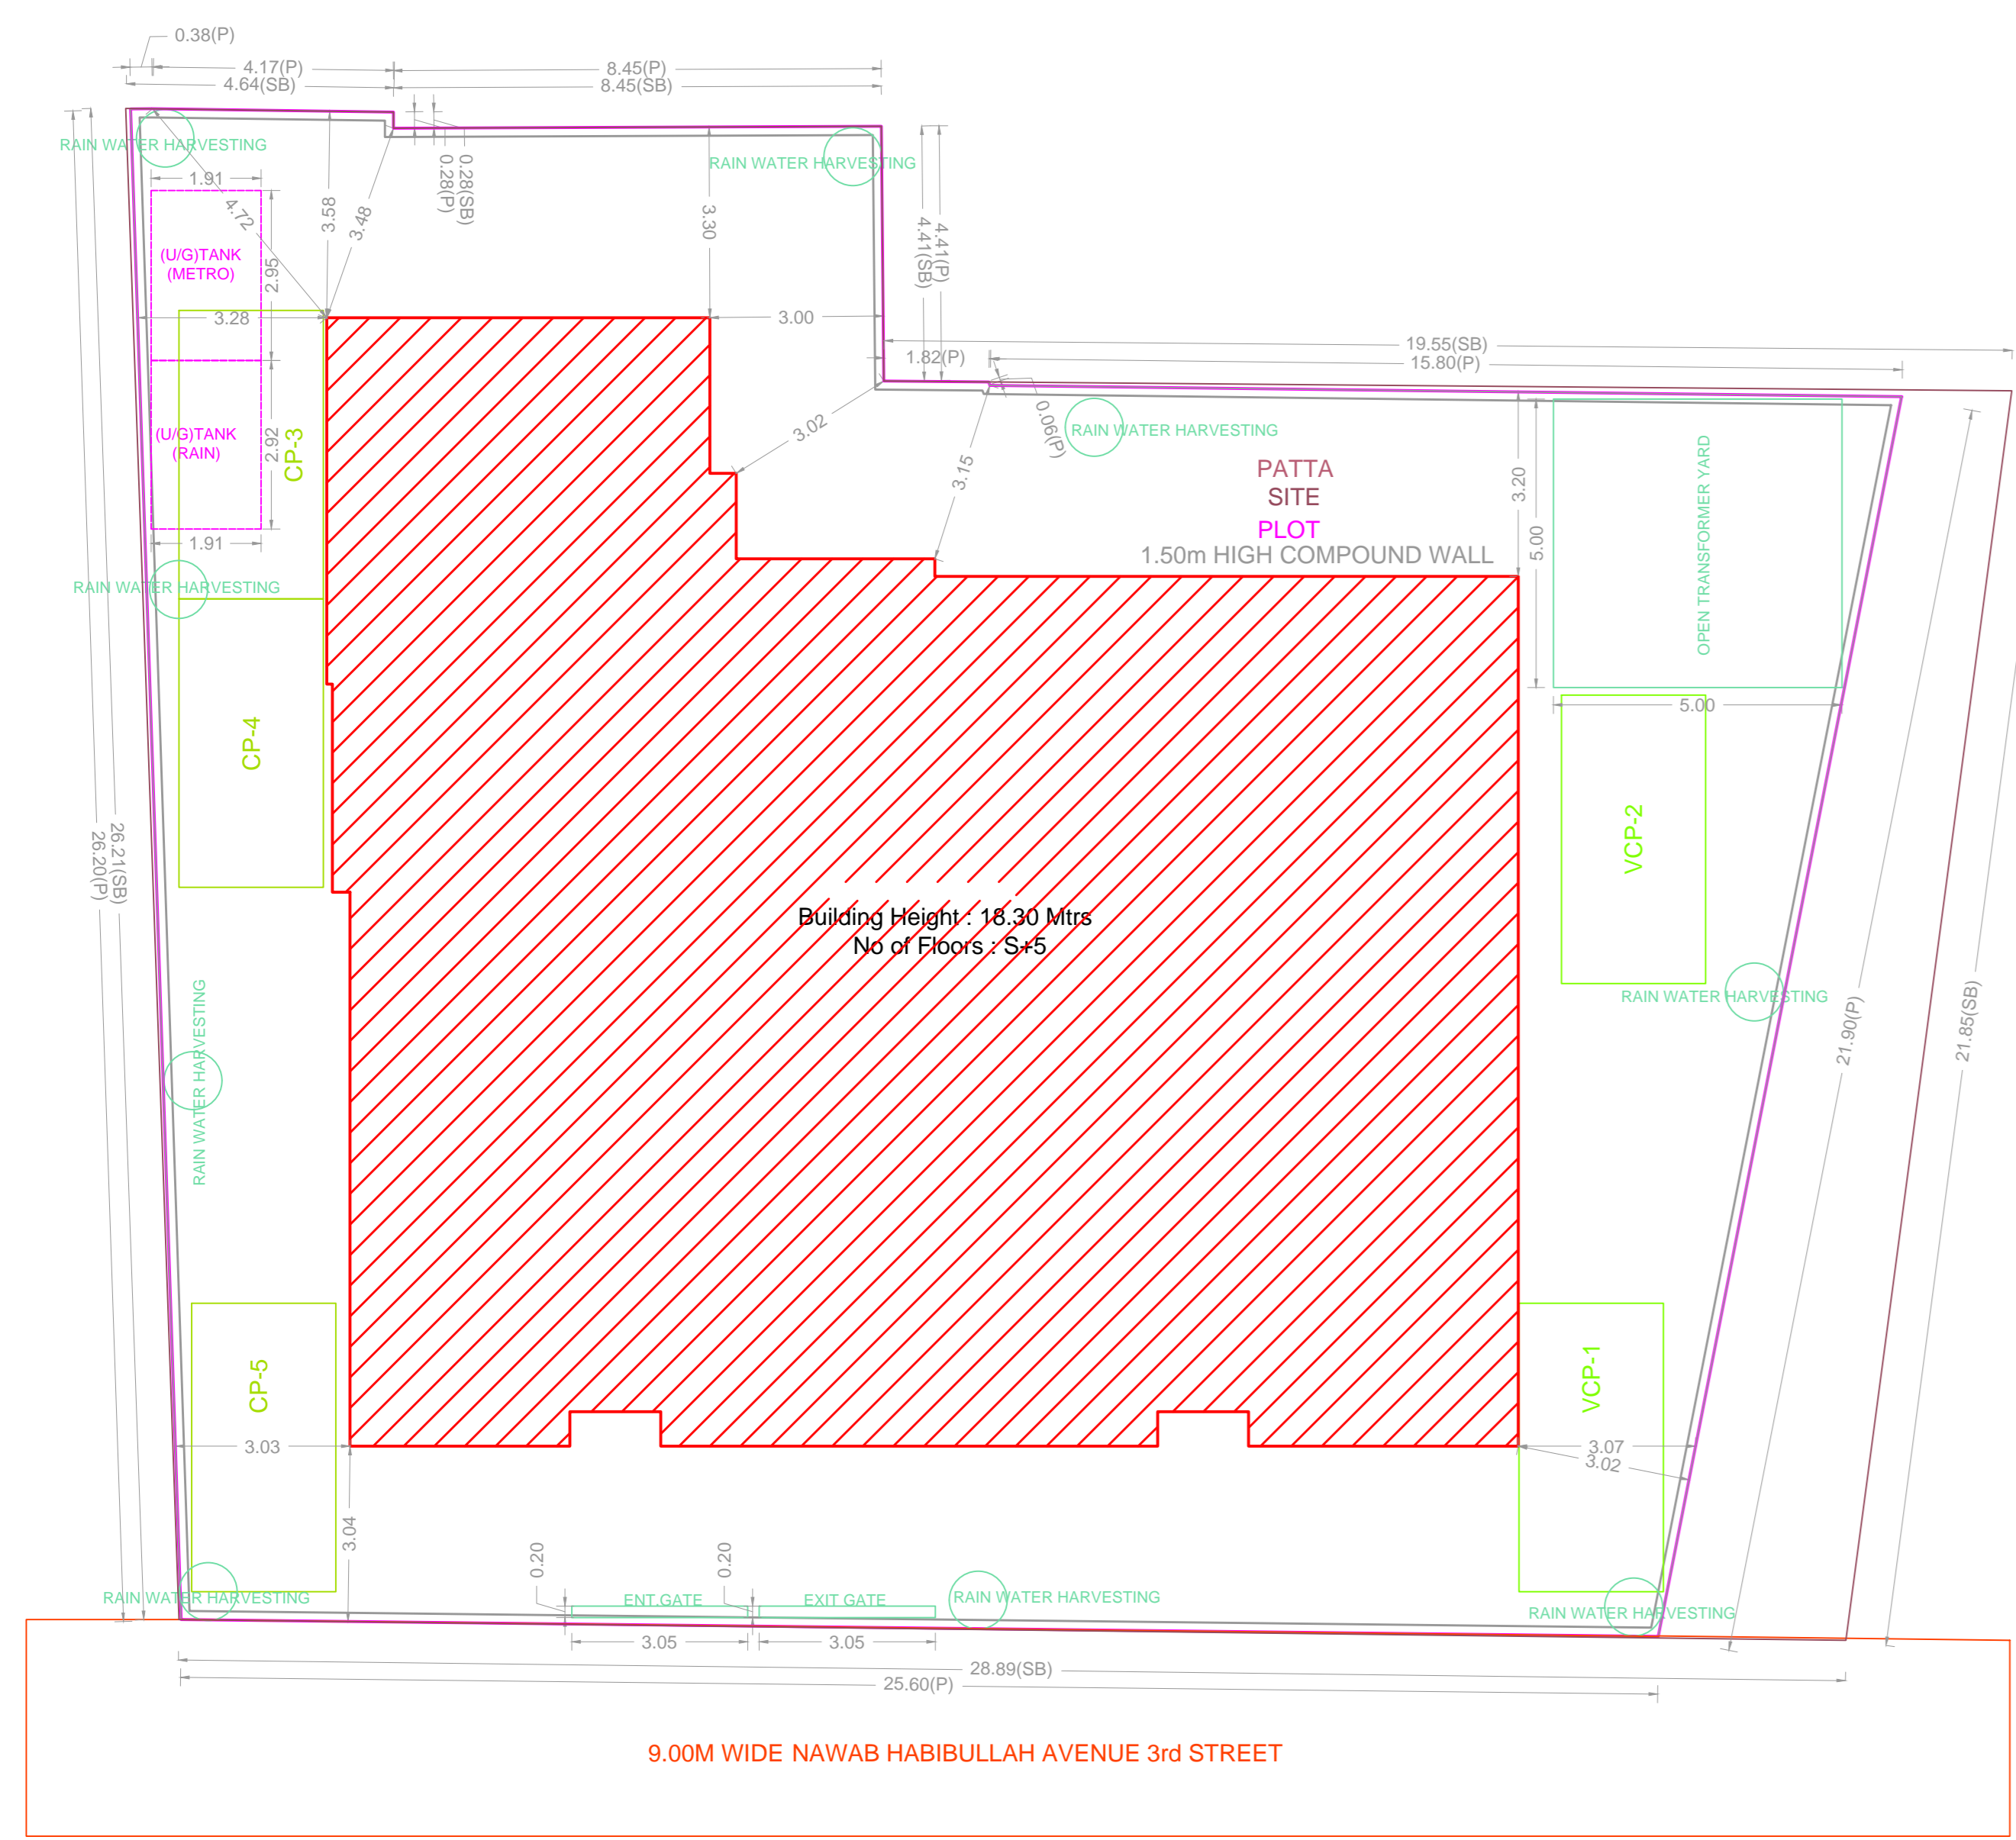 0.38(P)
4.17(P)
8.45(P)
4.64(SB)
8.45(SB)
RAIN WATER HARVESTING
RAIN WATER HARVESTING
1.91
4.72
3.58
3.48
0.28(P)
0.28(SB)
3.30
4.41(SB)
4.41(P)
(U/G)TANK
(METRO)
2.95
3.28
3.00
19.55(SB)
1.82(P)
15.80(P)
0.06(P)
(U/G)TANK
(RAIN)
2.92
CP-3
3.02
3.15
RAIN WATER HARVESTING
PATTA
SITE
PLOT
1.50m HIGH COMPOUND WALL
3.20
5.00
OPEN TRANSFORMER YARD
1.91
RAIN WATER HARVESTING
5.00
CP-4
VCP-2
26.20(P)
26.21(SB)
Building Height : 18.30 Mtrs
No of Floors : S+5
RAIN WATER HARVESTING
RAIN WATER HARVESTING
21.90(P)
21.85(SB)
CP-5
VCP-1
3.03
3.07
3.02
3.04
0.20
0.20
RAIN WATER HARVESTING
ENT.GATE
EXIT GATE
RAIN WATER HARVESTING
RAIN WATER HARVESTING
3.05
3.05
28.89(SB)
25.60(P)
9.00M WIDE NAWAB HABIBULLAH AVENUE 3rd STREET